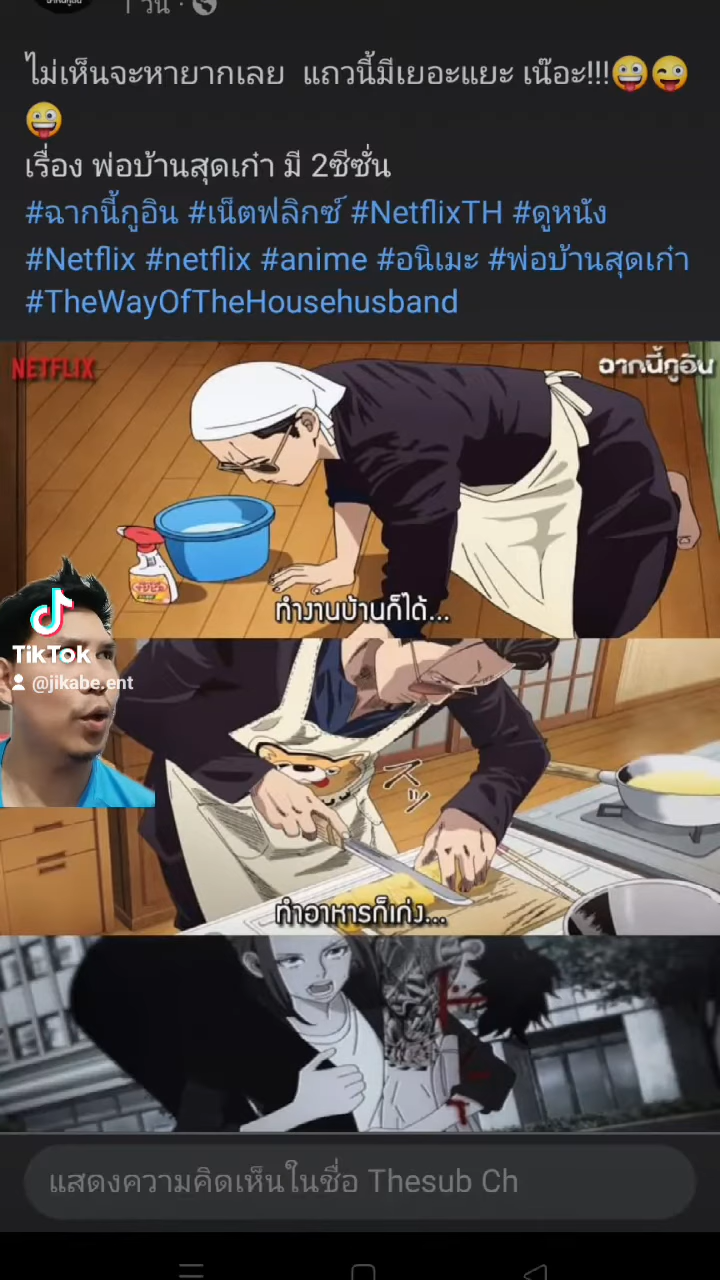 1 วัน ·
ไม่เห็นจะหายากเลย แถวนี้มีเยอะแยะ เน๊อะ!!!🤪😜
🤪
เรื่อง พ่อบ้านสุดเก๋า มี 2ซีซั่น
#ฉากนี้กูอิน #เน็ตฟลิกซ์ #NetflixTH #ดูหนัง
#Netflix #netflix #anime #อนิเมะ #พ่อบ้านสุดเก๋า
#TheWayOfTheHousehusband
NETFLIX
ฉากนี้กูอิน
ทำงานบ้านก็ได้...
TikTok
@jikabe.ent
スッ
ทำอาหารก็เก่ง...
แสดงความคิดเห็นในชื่อ Thesub Ch